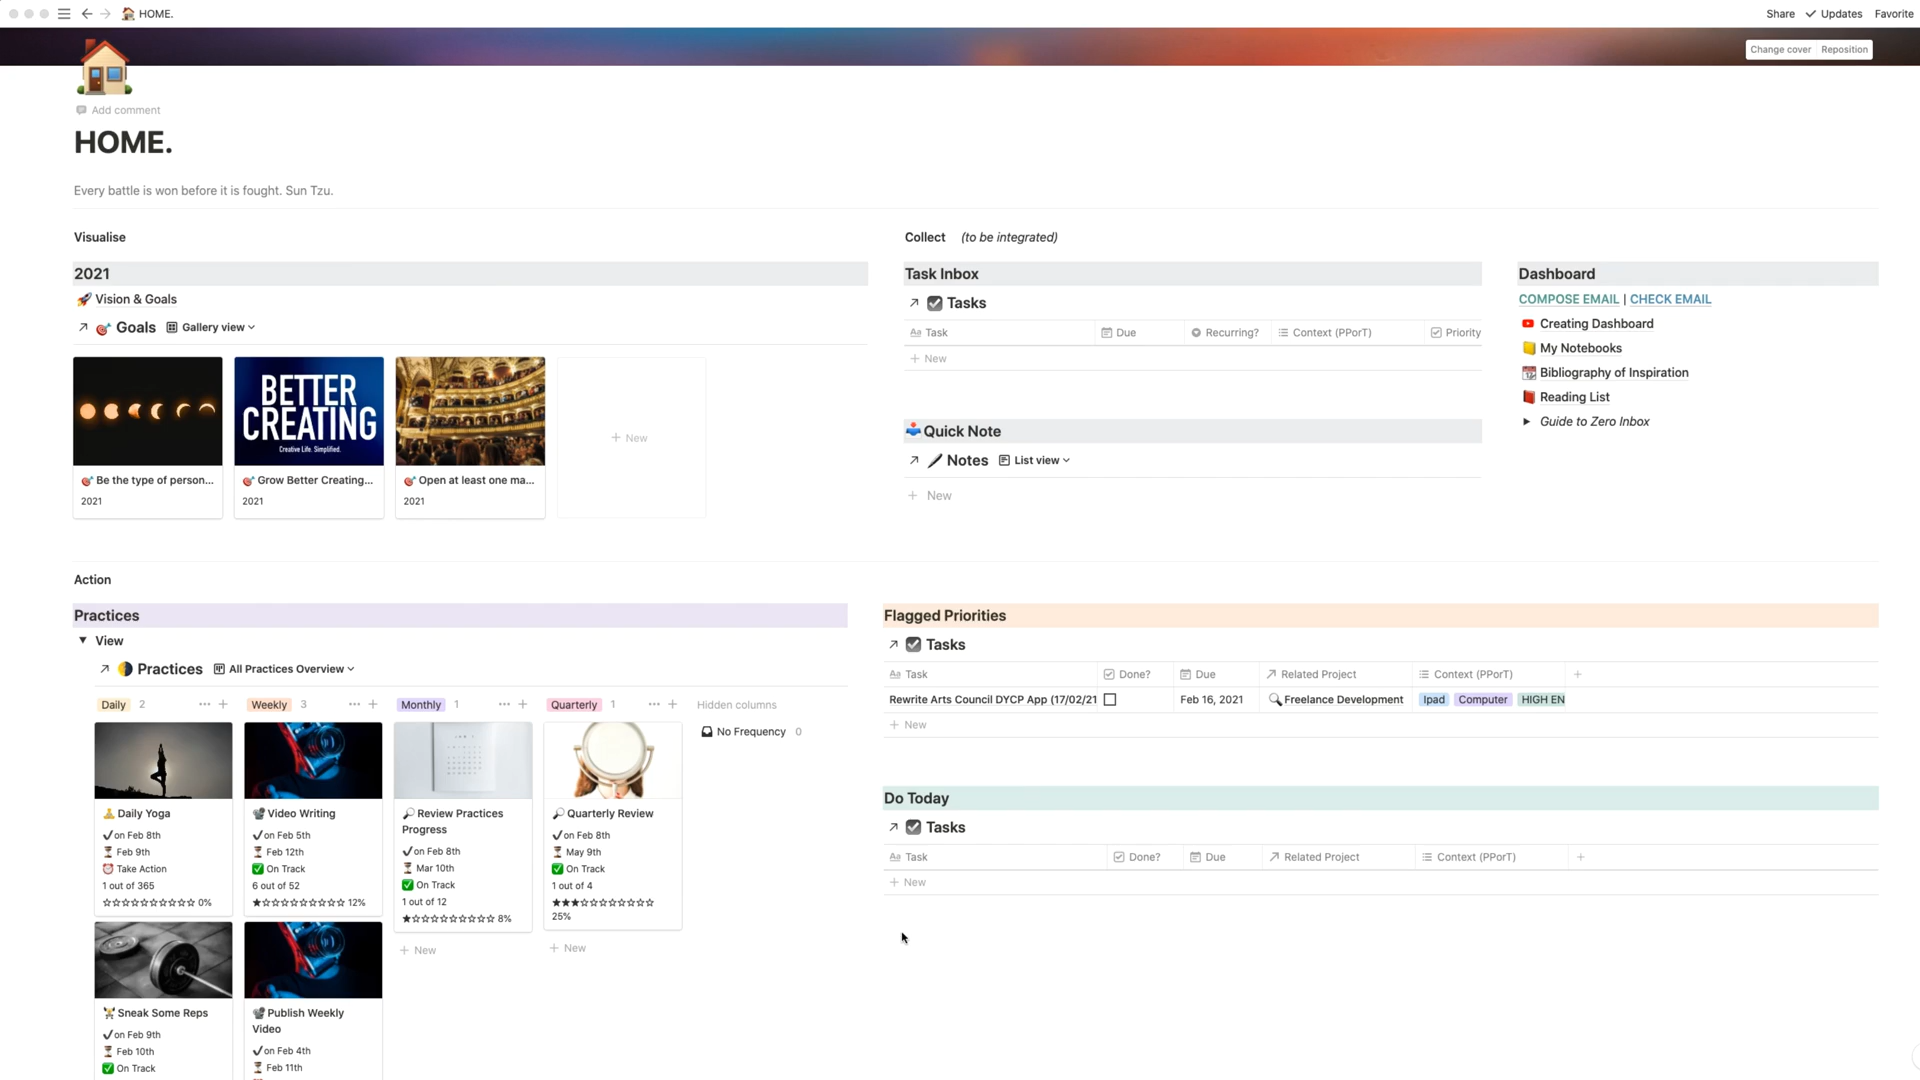 HOME.
Share
Updates
Favorite
Change cover
Reposition
Add comment
HOME.
Every battle is won before it is fought. Sun Tzu.
Visualise
2021
Vision & Goals
Goals Gallery view
BETTER
CREATING
Creative Life. Simplified.
Be the type of person...
2021
Grow Better Creating...
2021
Open at least one ma...
2021
+ New
Collect (to be integrated)
Task Inbox
Tasks
Aa Task Due Recurring? Context (PPorT) Priority
+ New
Quick Note
Notes List view
+ New
Dashboard
COMPOSE EMAIL | CHECK EMAIL
Creating Dashboard
My Notebooks
Bibliography of Inspiration
Reading List
Guide to Zero Inbox
Action
Practices
View
Practices All Practices Overview
Daily 2
Weekly 3
Monthly 1
Quarterly 1
Hidden columns
No Frequency 0
Daily Yoga
✓on Feb 8th
Feb 9th
Take Action
1 out of 365
☆☆☆☆☆☆☆☆☆☆ 0%
Sneak Some Reps
✓on Feb 9th
Feb 10th
On Track
Video Writing
✓on Feb 5th
Feb 12th
On Track
6 out of 52
★☆☆☆☆☆☆☆☆☆ 12%
Publish Weekly
Video
✓on Feb 4th
Feb 11th
Review Practices
Progress
✓on Feb 8th
Mar 10th
On Track
1 out of 12
★☆☆☆☆☆☆☆☆☆ 8%
+ New
Quarterly Review
✓on Feb 8th
May 9th
On Track
1 out of 4
★★★☆☆☆☆☆☆☆
25%
+ New
Flagged Priorities
Tasks
Aa Task Done? Due Related Project Context (PPorT) +
Rewrite Arts Council DYCP App (17/02/21 Feb 16, 2021 Freelance Development Ipad Computer HIGH EN
+ New
Do Today
Tasks
Aa Task Done? Due Related Project Context (PPorT) +
+ New